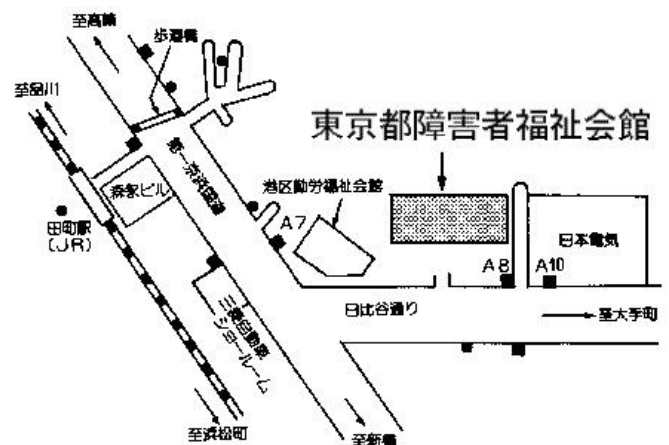 至高輪
歩道橋
至品川
東京都障害者福祉会館
第一京浜国道
港区勤労福祉会館
森永ビル
A7
田町駅
(JR)
日本電気
A8
A10
日比谷通り
至大手町
三菱自動車
ショールーム
至浜松町
至新橋